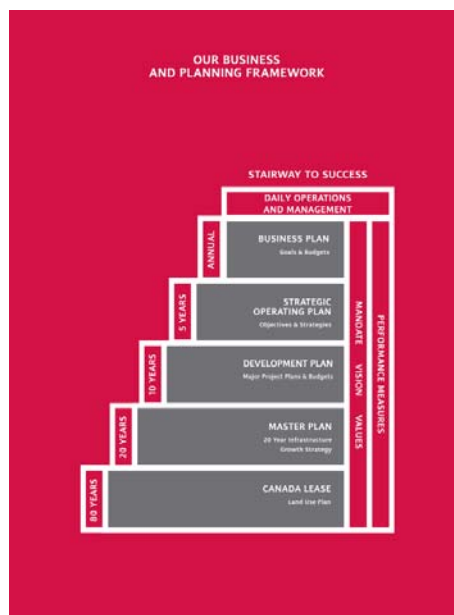 OUR BUSINESS
AND PLANNING FRAMEWORK
STAIRWAY TO SUCCESS
DAILY OPERATIONS
AND MANAGEMENT
ANNUAL
BUSINESS PLAN
Goals & Budgets
5 YEARS
STRATEGIC
OPERATING PLAN
Objectives & Strategies
10 YEARS
DEVELOPMENT PLAN
Major Project Plans & Budgets
20 YEARS
MASTER PLAN
20 Year Infrastructure
Growth Strategy
80 YEARS
CANADA LEASE
Land Use Plan
MANDATE VISION VALUES
PERFORMANCE MEASURES